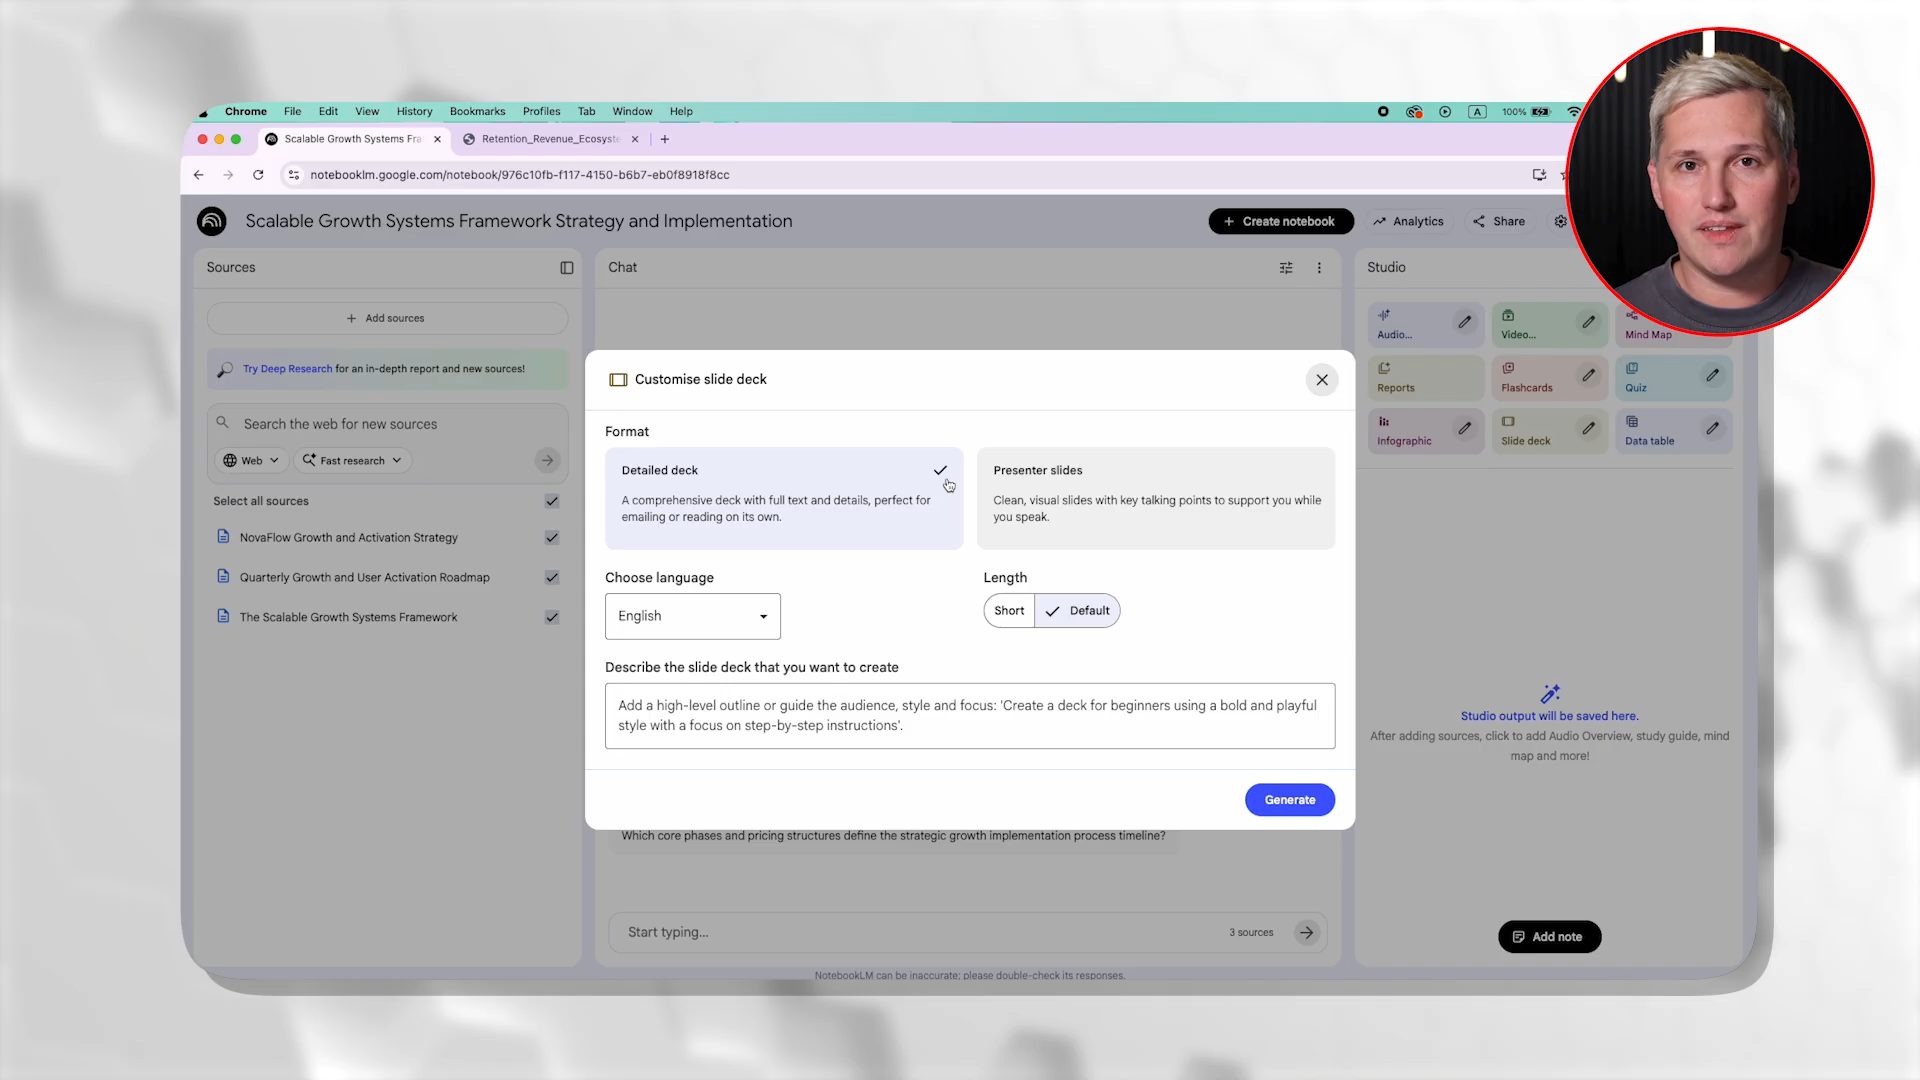 Chrome File Edit View History Bookmarks Profiles Tab Window Help
A 100%
Scalable Growth Systems Fra
Retention_Revenue_Ecosyste
notebooklm.google.com/notebook/976c10fb-f117-4150-b6b7-eb0f8918f8cc
Scalable Growth Systems Framework Strategy and Implementation
+ Create notebook
Analytics
Share
Sources
+ Add sources
Try Deep Research for an in-depth report and new sources!
Search the web for new sources
Web
Fast research
Select all sources
NovaFlow Growth and Activation Strategy
Quarterly Growth and User Activation Roadmap
The Scalable Growth Systems Framework
Chat
Customise slide deck
Format
Detailed deck
A comprehensive deck with full text and details, perfect for
emailing or reading on its own.
Presenter slides
Clean, visual slides with key talking points to support you while
you speak.
Choose language
English
Length
Short
Default
Describe the slide deck that you want to create
Add a high-level outline or guide the audience, style and focus: 'Create a deck for beginners using a bold and playful
style with a focus on step-by-step instructions'.
Generate
Which core phases and pricing structures define the strategic growth implementation process timeline?
Start typing...
3 sources
NotebookLM can be inaccurate; please double-check its responses.
Studio
Audio...
Video...
Mind Map
Reports
Flashcards
Quiz
Infographic
Slide deck
Data table
Studio output will be saved here.
After adding sources, click to add Audio Overview, study guide, mind
map and more!
Add note